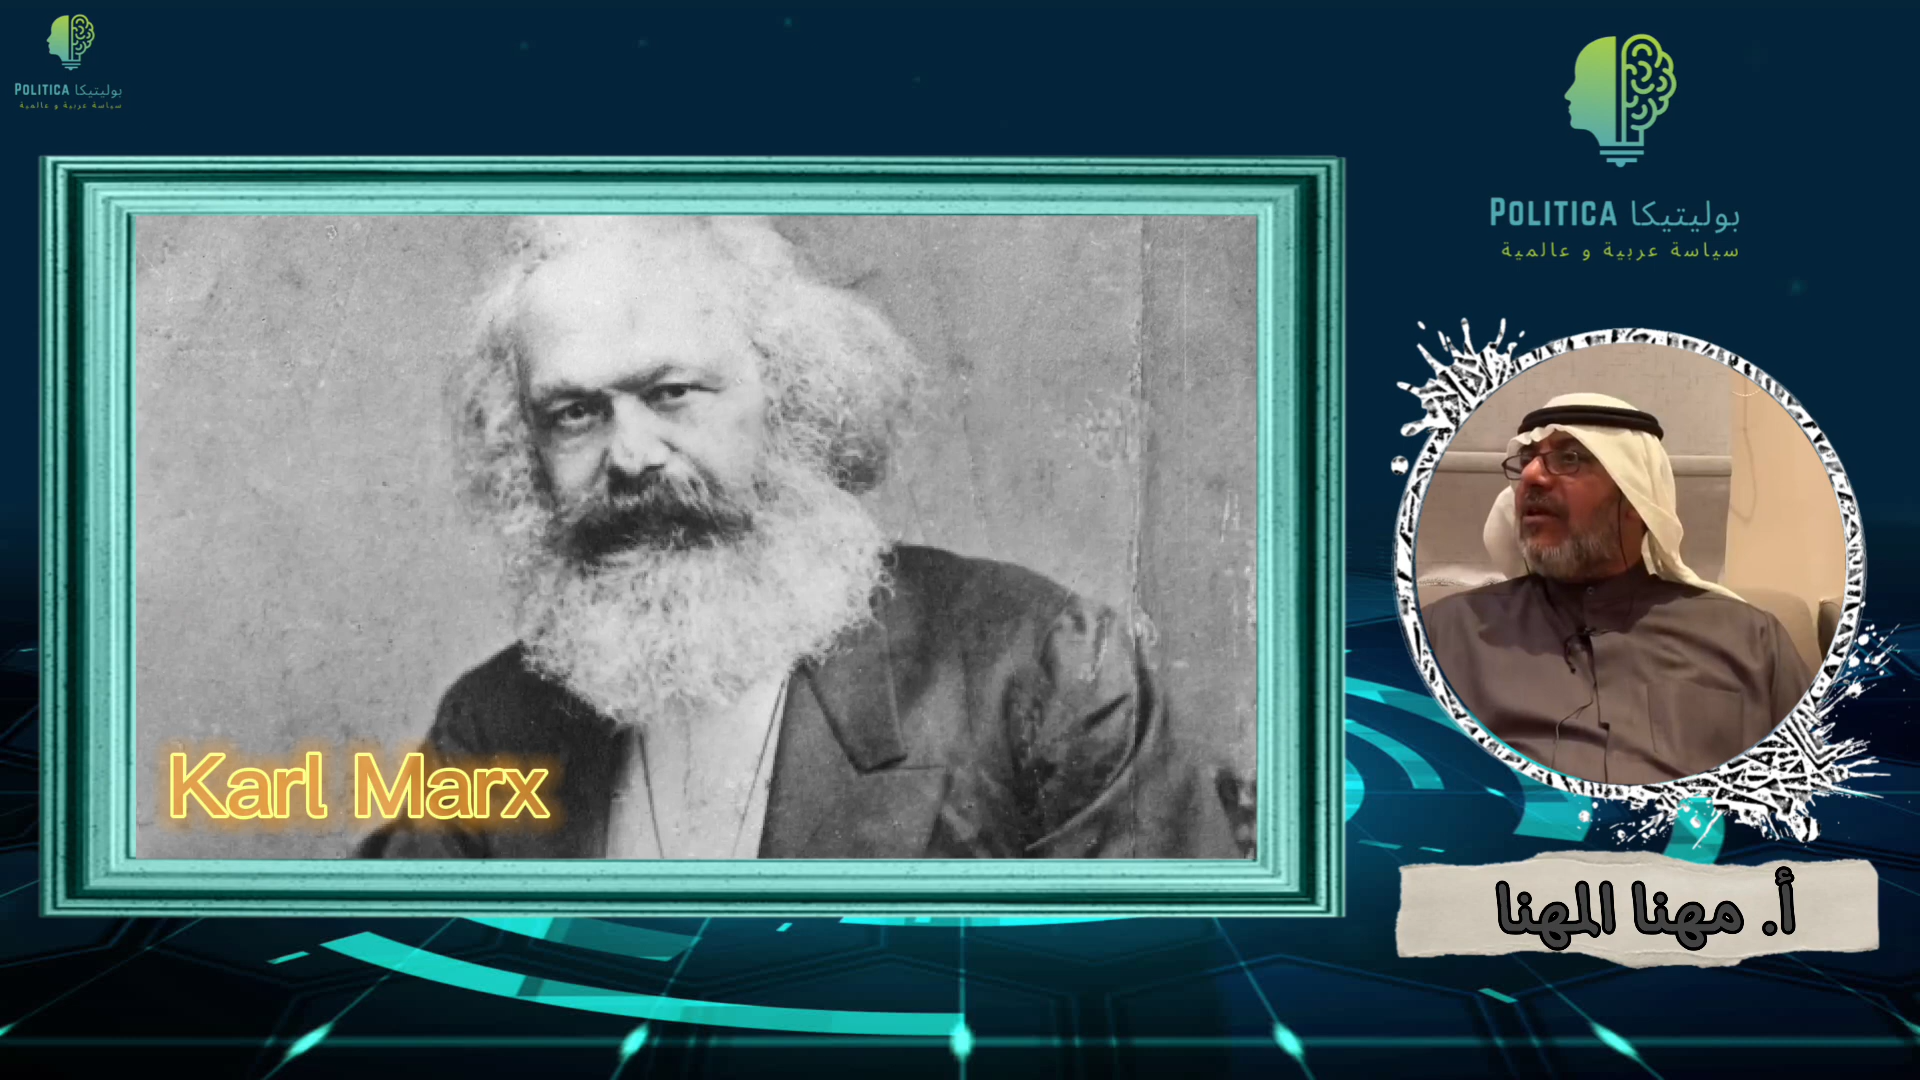 POLITICA بوليتيكا
سياسة عربية و عالمية
POLITICA بوليتيكا
سياسة عربية و عالمية
Karl Marx
أ. مهنا المهنا